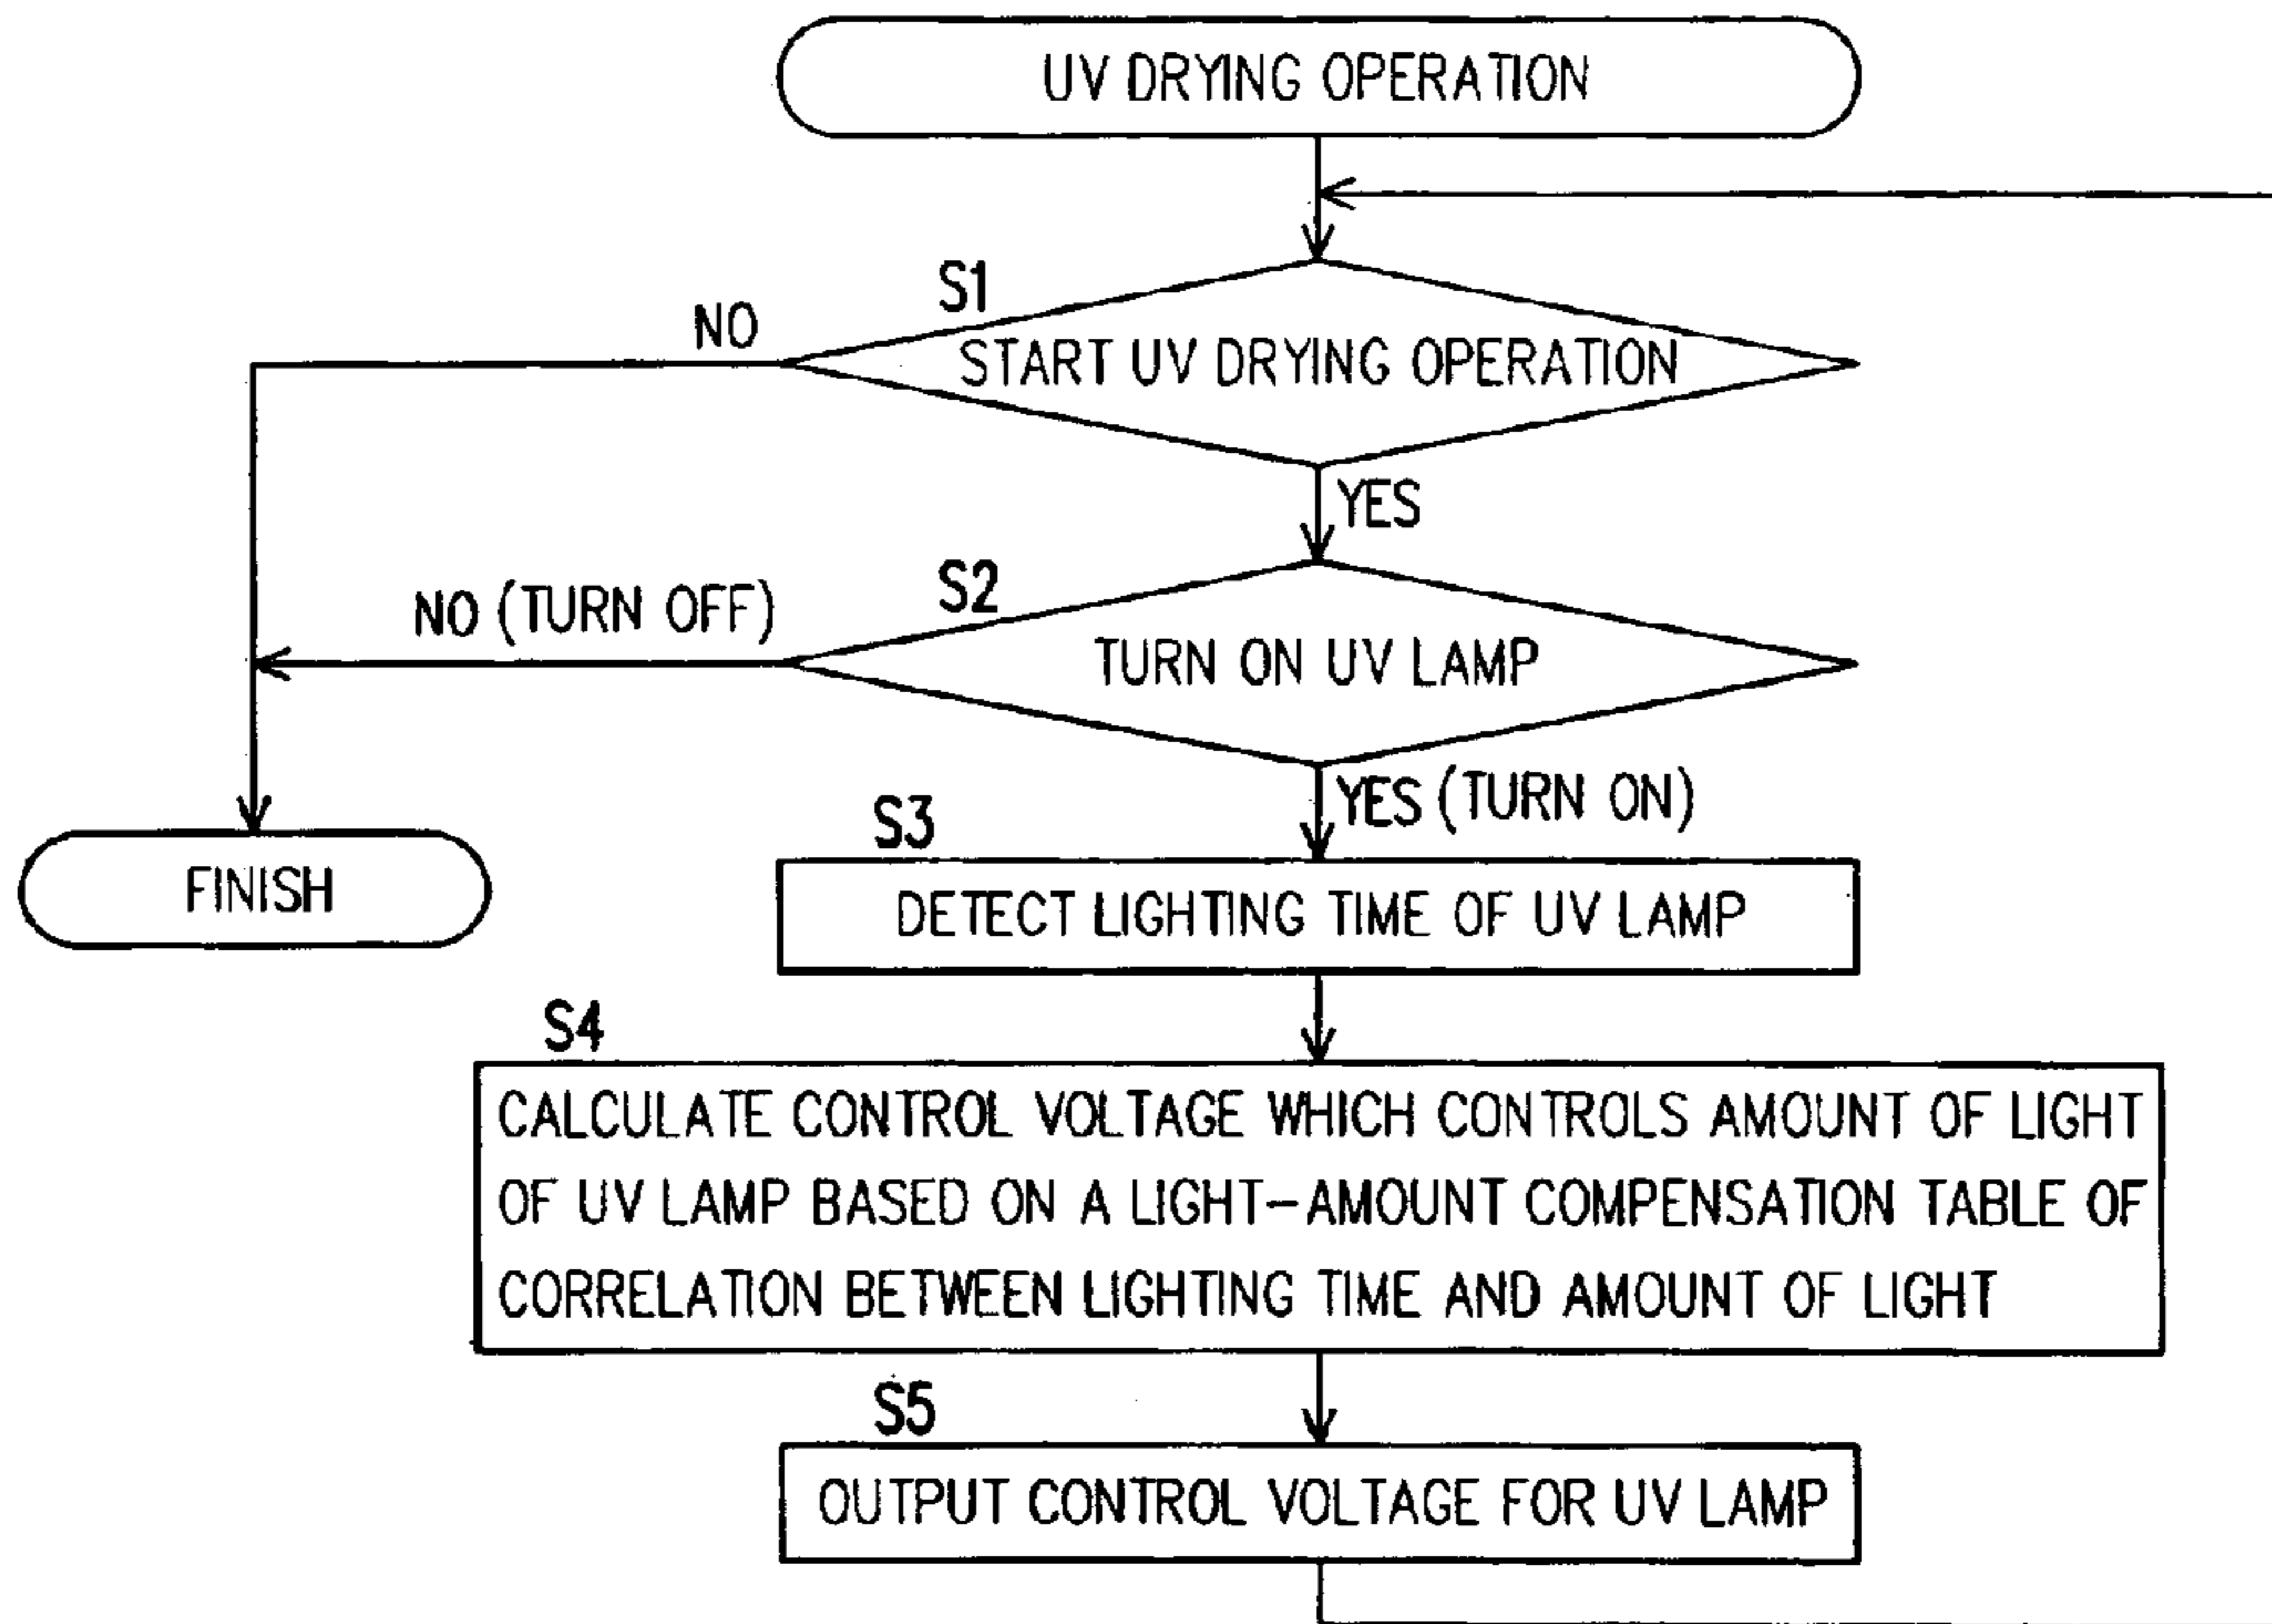 UV DRYING OPERATION
S1
NO
START UV DRYING OPERATION
YES
S2
NO (TURN OFF)
TURN ON UV LAMP
YES (TURN ON)
S3
FINISH
DETECT LIGHTING TIME OF UV LAMP
S4
CALCULATE CONTROL VOLTAGE WHICH CONTROLS AMOUNT OF LIGHT
OF UV LAMP BASED ON A LIGHT-AMOUNT COMPENSATION TABLE OF
CORRELATION BETWEEN LIGHTING TIME AND AMOUNT OF LIGHT
S5
OUTPUT CONTROL VOLTAGE FOR UV LAMP